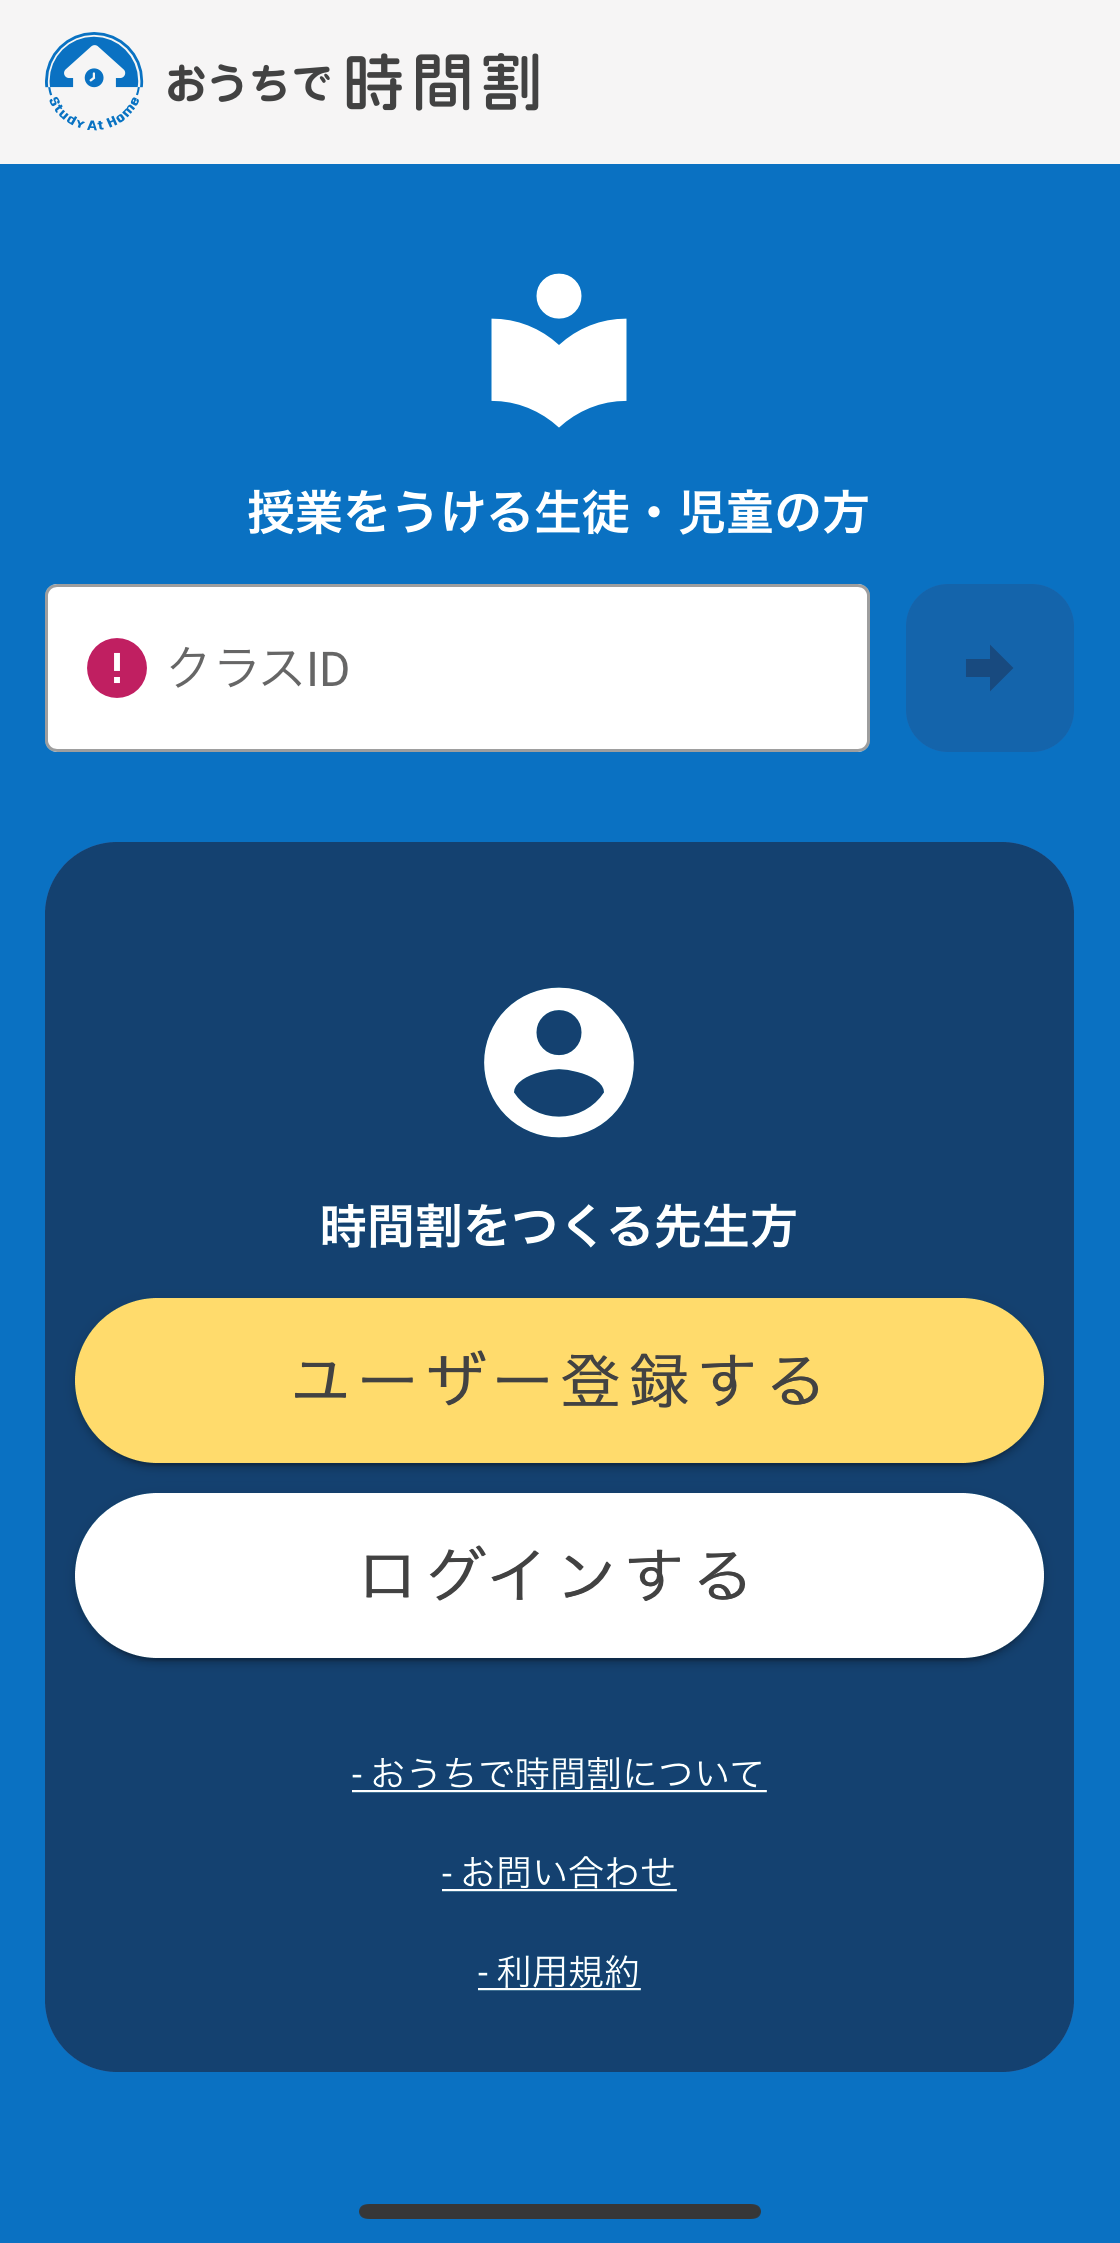 StudY At Home
おうちで 時間割
授業をうける生徒・児童の方
クラスID
時間割をつくる先生方
ユーザー登録する
ログインする
- おうちで時間割について
- お問い合わせ
- 利用規約